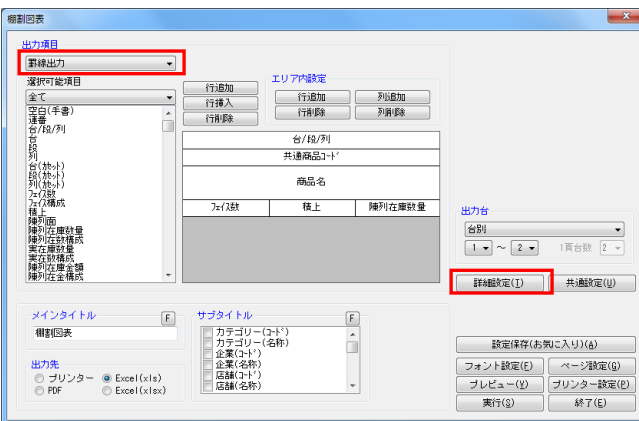 棚割図表
出力項目
罫線出力
選択可能項目
全て
空白(手書)
連番
台/段/列
台
段
列
台(ｶｾｯﾄ)
段(ｶｾｯﾄ)
列(ｶｾｯﾄ)
ﾌｪｲｽ数
ﾌｪｲｽ構成
積上
陳列面
陳列在庫数量
陳列在数構成
実在庫数量
実在数構成
陳列在庫金額
陳列在金構成
行追加
行挿入
行削除
エリア内設定
行追加
列追加
行削除
列削除
台/段/列
共通商品ｺｰﾄﾞ
商品名
ﾌｪｲｽ数
積上
陳列在庫数量
出力台
台別
1 ～ 2
1頁台数 2
詳細設定(I)
共通設定(U)
メインタイトル
F
棚割図表
サブタイトル
F
カテゴリー(ｺｰﾄﾞ)
カテゴリー(名称)
企業(ｺｰﾄﾞ)
企業(名称)
店舗(ｺｰﾄﾞ)
店舗(名称)
出力先
プリンター
Excel(xls)
PDF
Excel(xlsx)
設定保存(お気に入り)(A)
フォント設定(F)
ページ設定(G)
プレビュー(V)
プリンター設定(P)
実行(S)
終了(E)